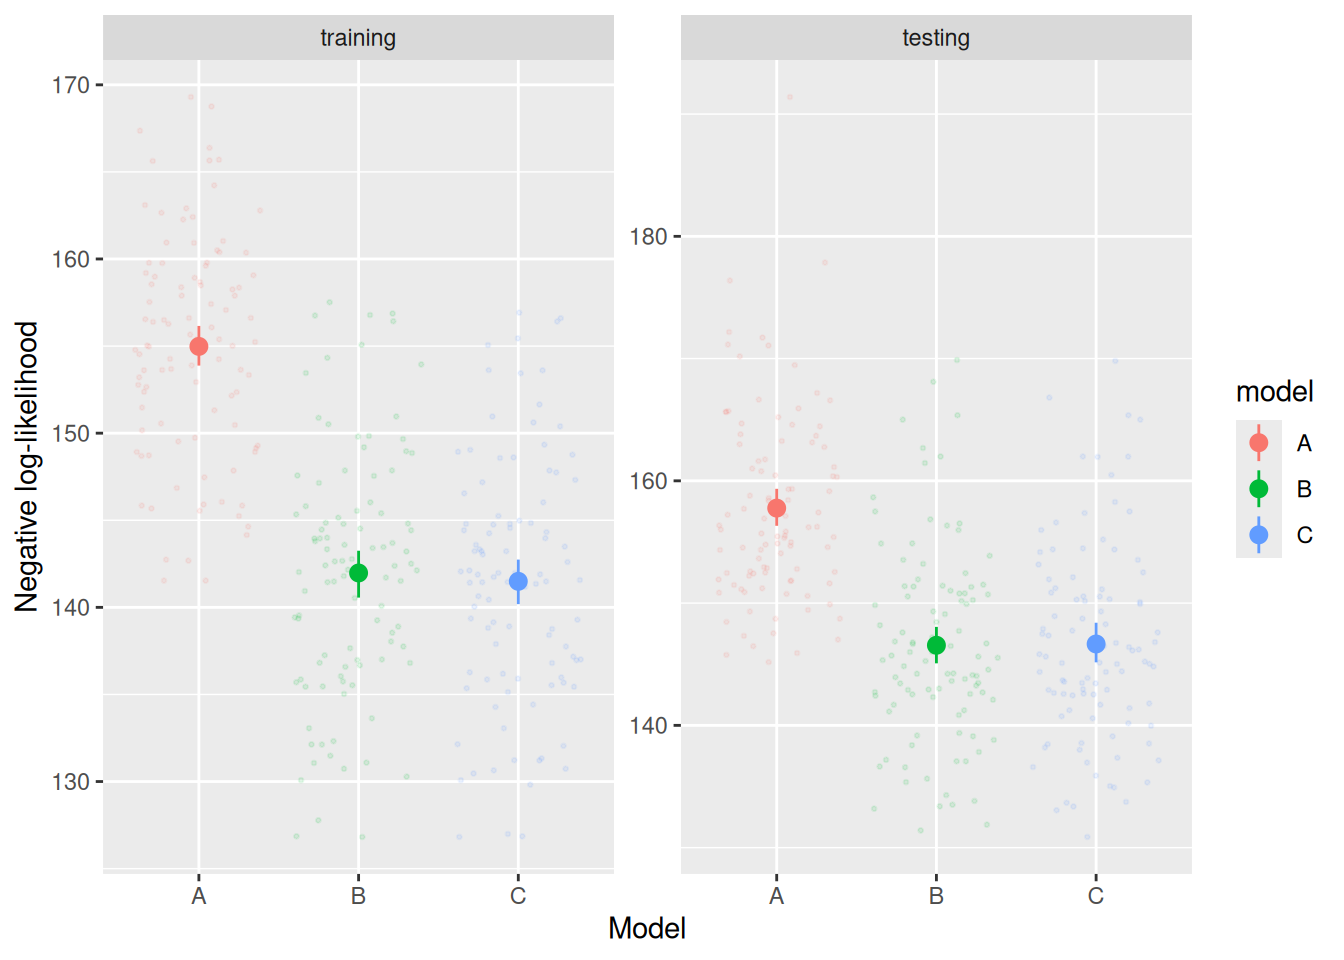 training
testing
Negative log-likelihood
170
160
150
140
130
180
160
140
A
B
C
A
B
C
Model
model
A
B
C